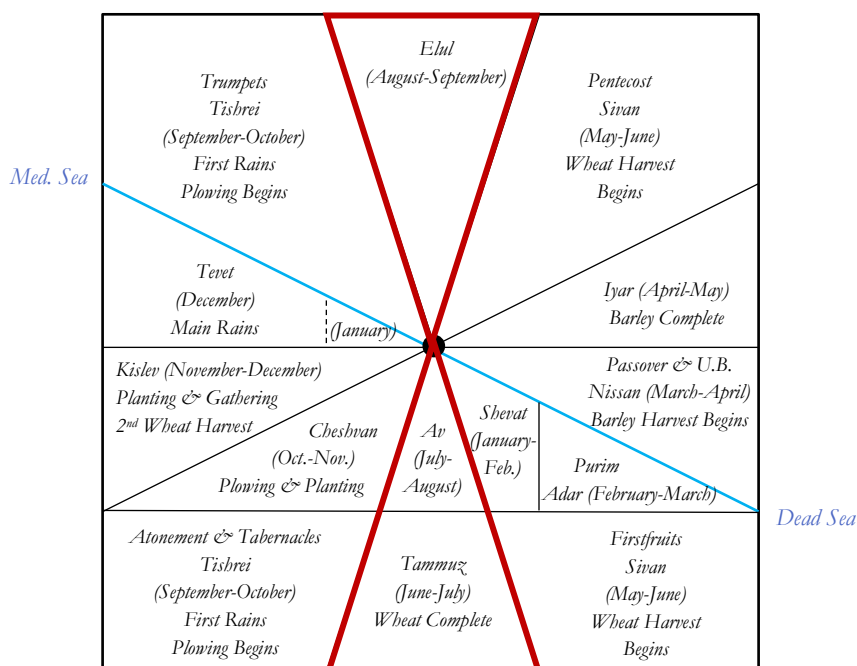 Elul
(August-September)
Trumpets
Tishrei
(September-October)
First Rains
Plowing Begins
Pentecost
Sivan
(May-June)
Wheat Harvest
Begins
Med. Sea
Tevet
(December)
Main Rains
(January)
Iyar (April-May)
Barley Complete
Kislev (November-December)
Planting & Gathering
2nd Wheat Harvest
Passover & U.B.
Nissan (March-April)
Barley Harvest Begins
Cheshvan
(Oct.-Nov.)
Plowing & Planting
Av
(July-
August)
Shevat
(January-
Feb.)
Purim
Adar (February-March)
Dead Sea
Atonement & Tabernacles
Tishrei
(September-October)
First Rains
Plowing Begins
Tammuz
(June-July)
Wheat Complete
Firstfruits
Sivan
(May-June)
Wheat Harvest
Begins